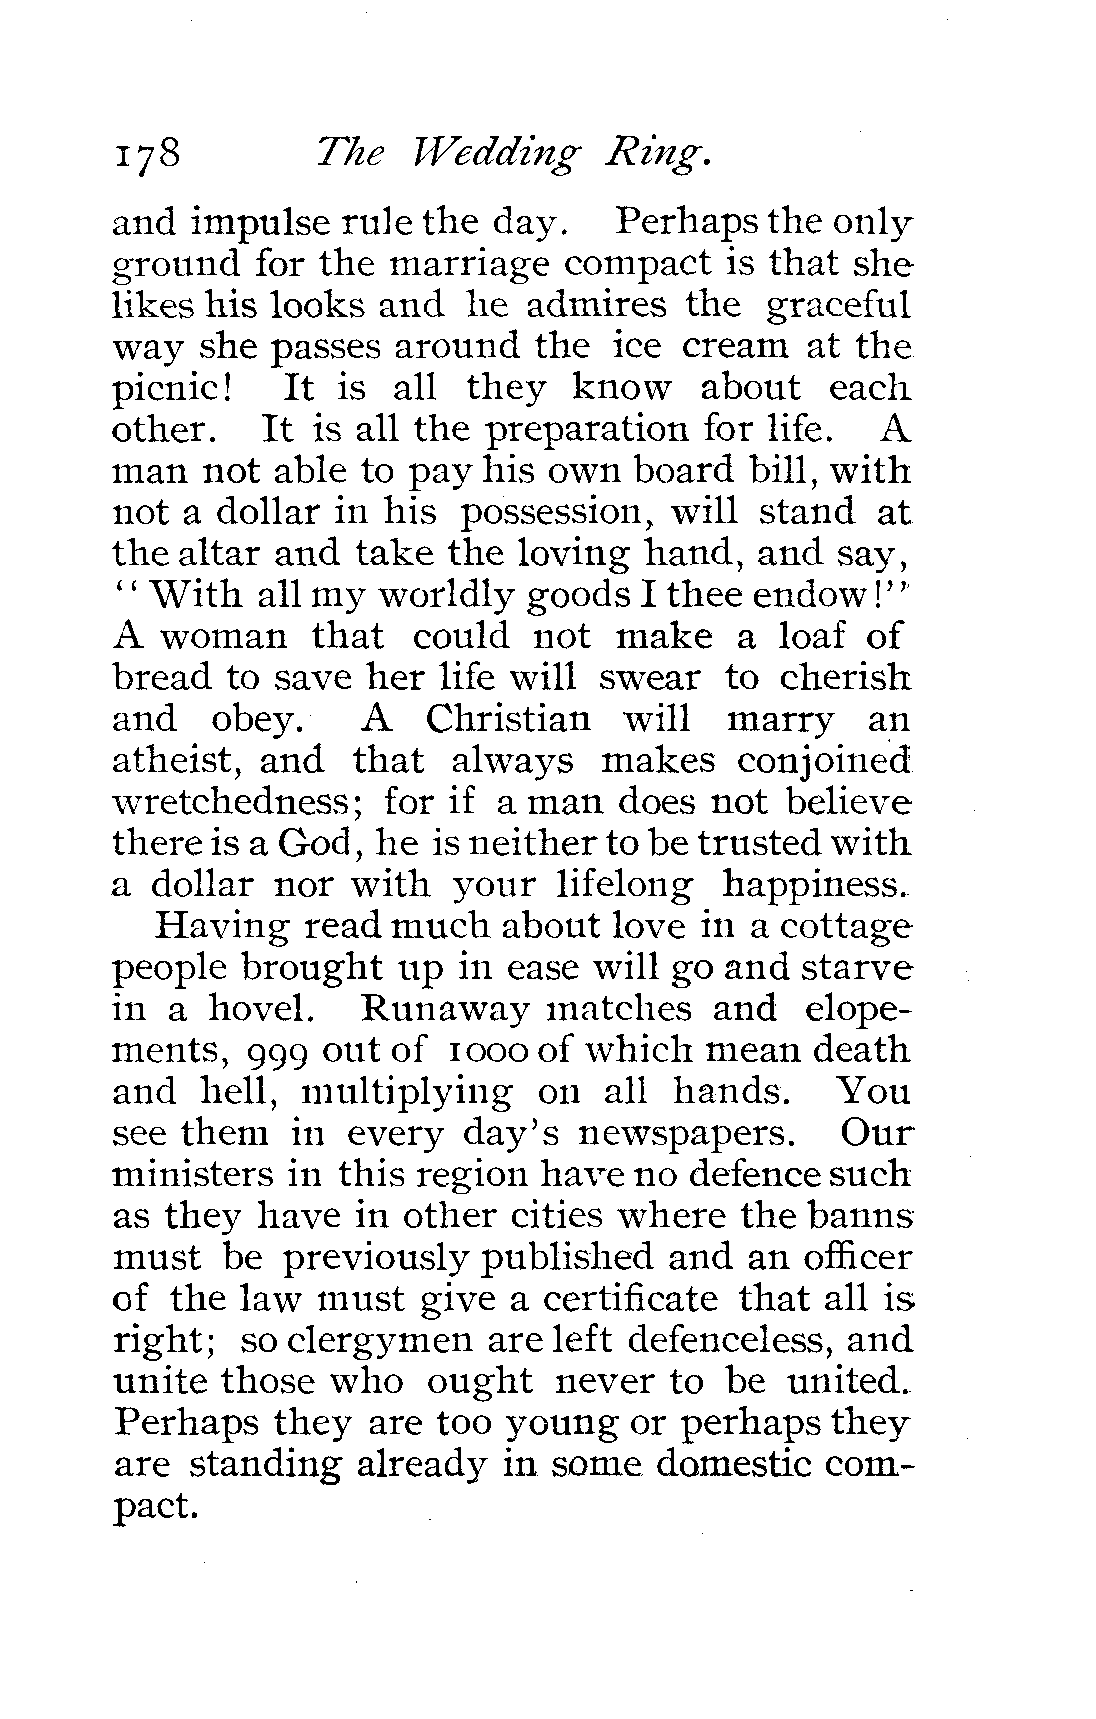 178 The Wedding Ring.
and impulse rule the day. Perhaps the only
ground for the marriage compact is that she
likes his looks and he admires the graceful
way she passes around the ice cream at the
picnic! It is all they know about each
other. It is all the preparation for life. A
man not able to pay his own board bill, with
not a dollar in his possession, will stand at
the altar and take the loving hand, and say,
“With all my worldly goods I thee endow!”
A woman that could not make a loaf of
bread to save her life will swear to cherish
and obey. A Christian will marry an
atheist, and that always makes conjoined
wretchedness; for if a man does not believe
there is a God, he is neither to be trusted with
a dollar nor with your lifelong happiness.
Having read much about love in a cottage
people brought up in ease will go and starve
in a hovel. Runaway matches and elope-
ments, 999 out of 1000 of which mean death
and hell, multiplying on all hands. You
see them in every day's newspapers. Our
ministers in this region have no defence such
as they have in other cities where the banns
must be previously published and an officer
of the law must give a certificate that all is
right; so clergymen are left defenceless, and
unite those who ought never to be united.
Perhaps they are too young or perhaps they
are standing already in some domestic com-
pact.